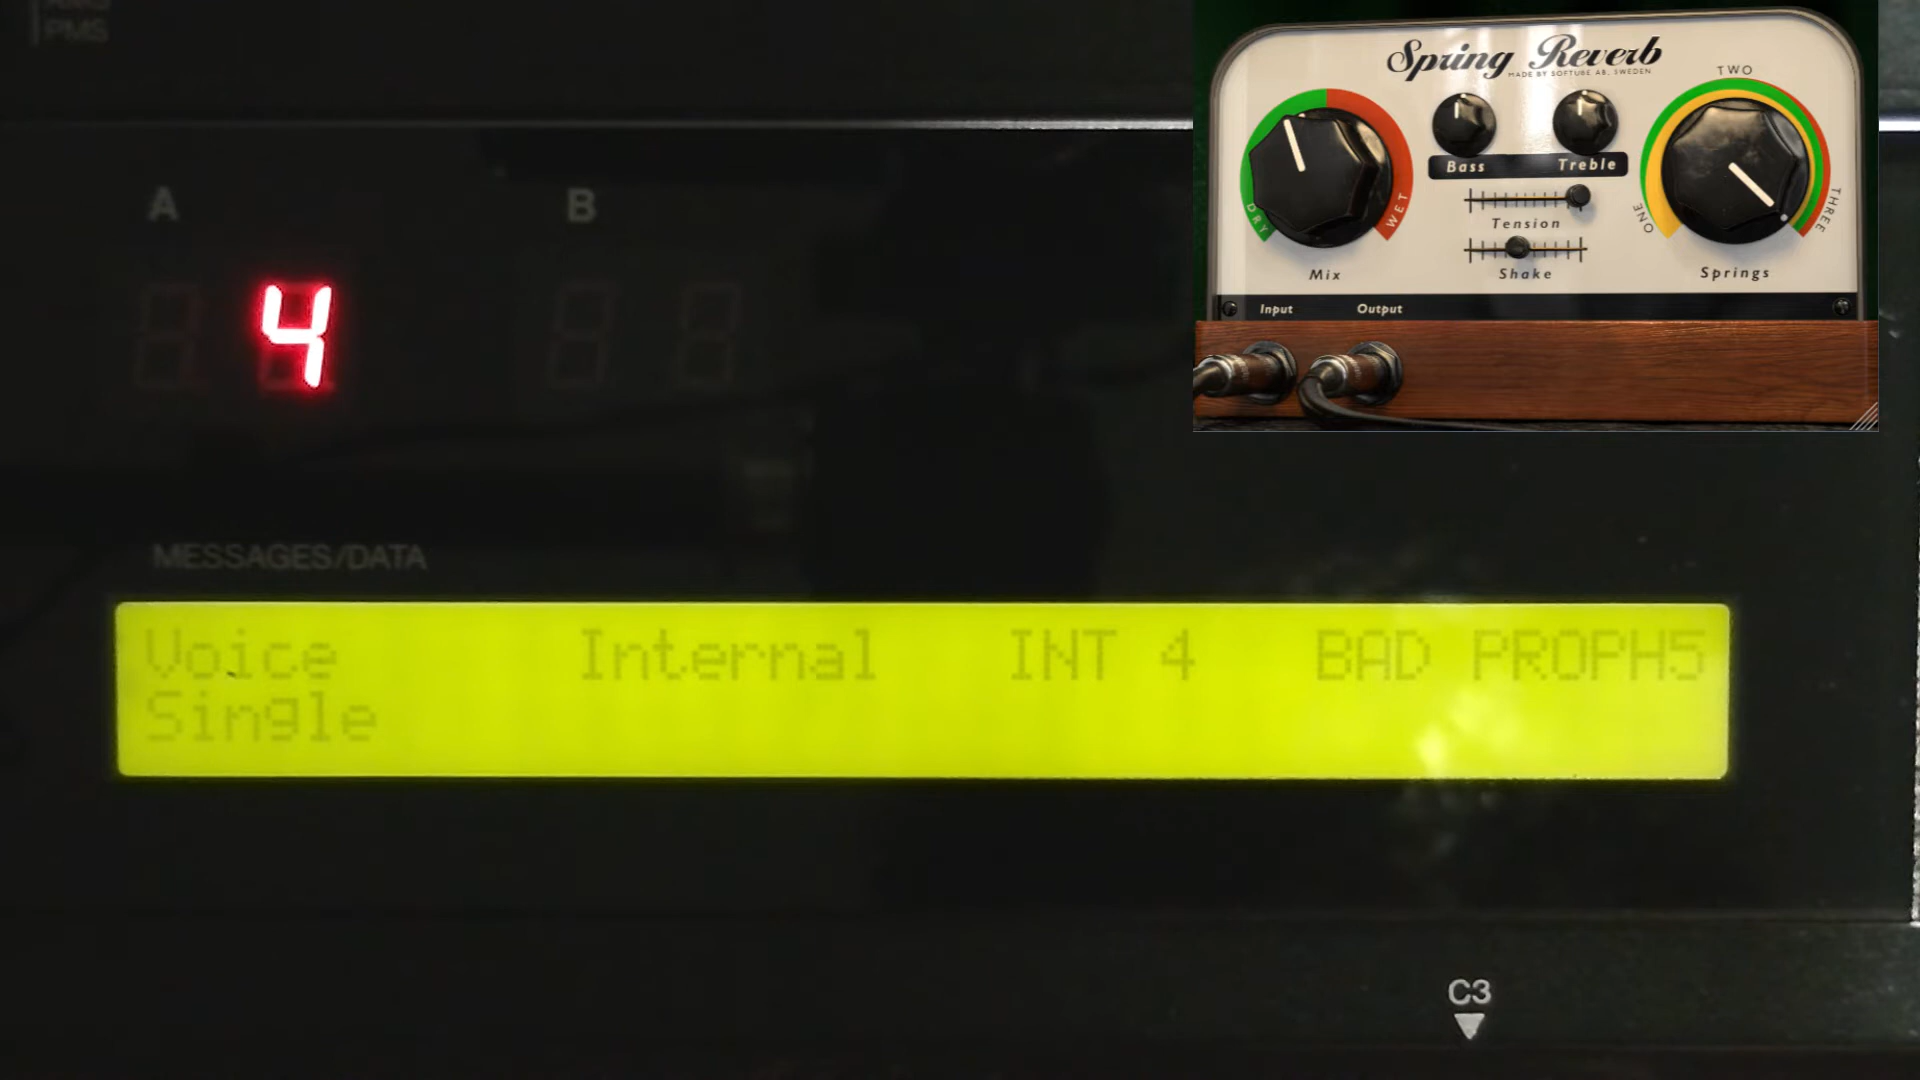 PMS
A B
4
MESSAGES/DATA
Voice Internal INT 4 BAD PROPH5
Single
C3
Spring Reverb
MADE BY SOFTUBE AB, SWEDEN
DRY WET
Mix
Bass Treble
Tension
Shake
ONE TWO THREE
Springs
Input Output